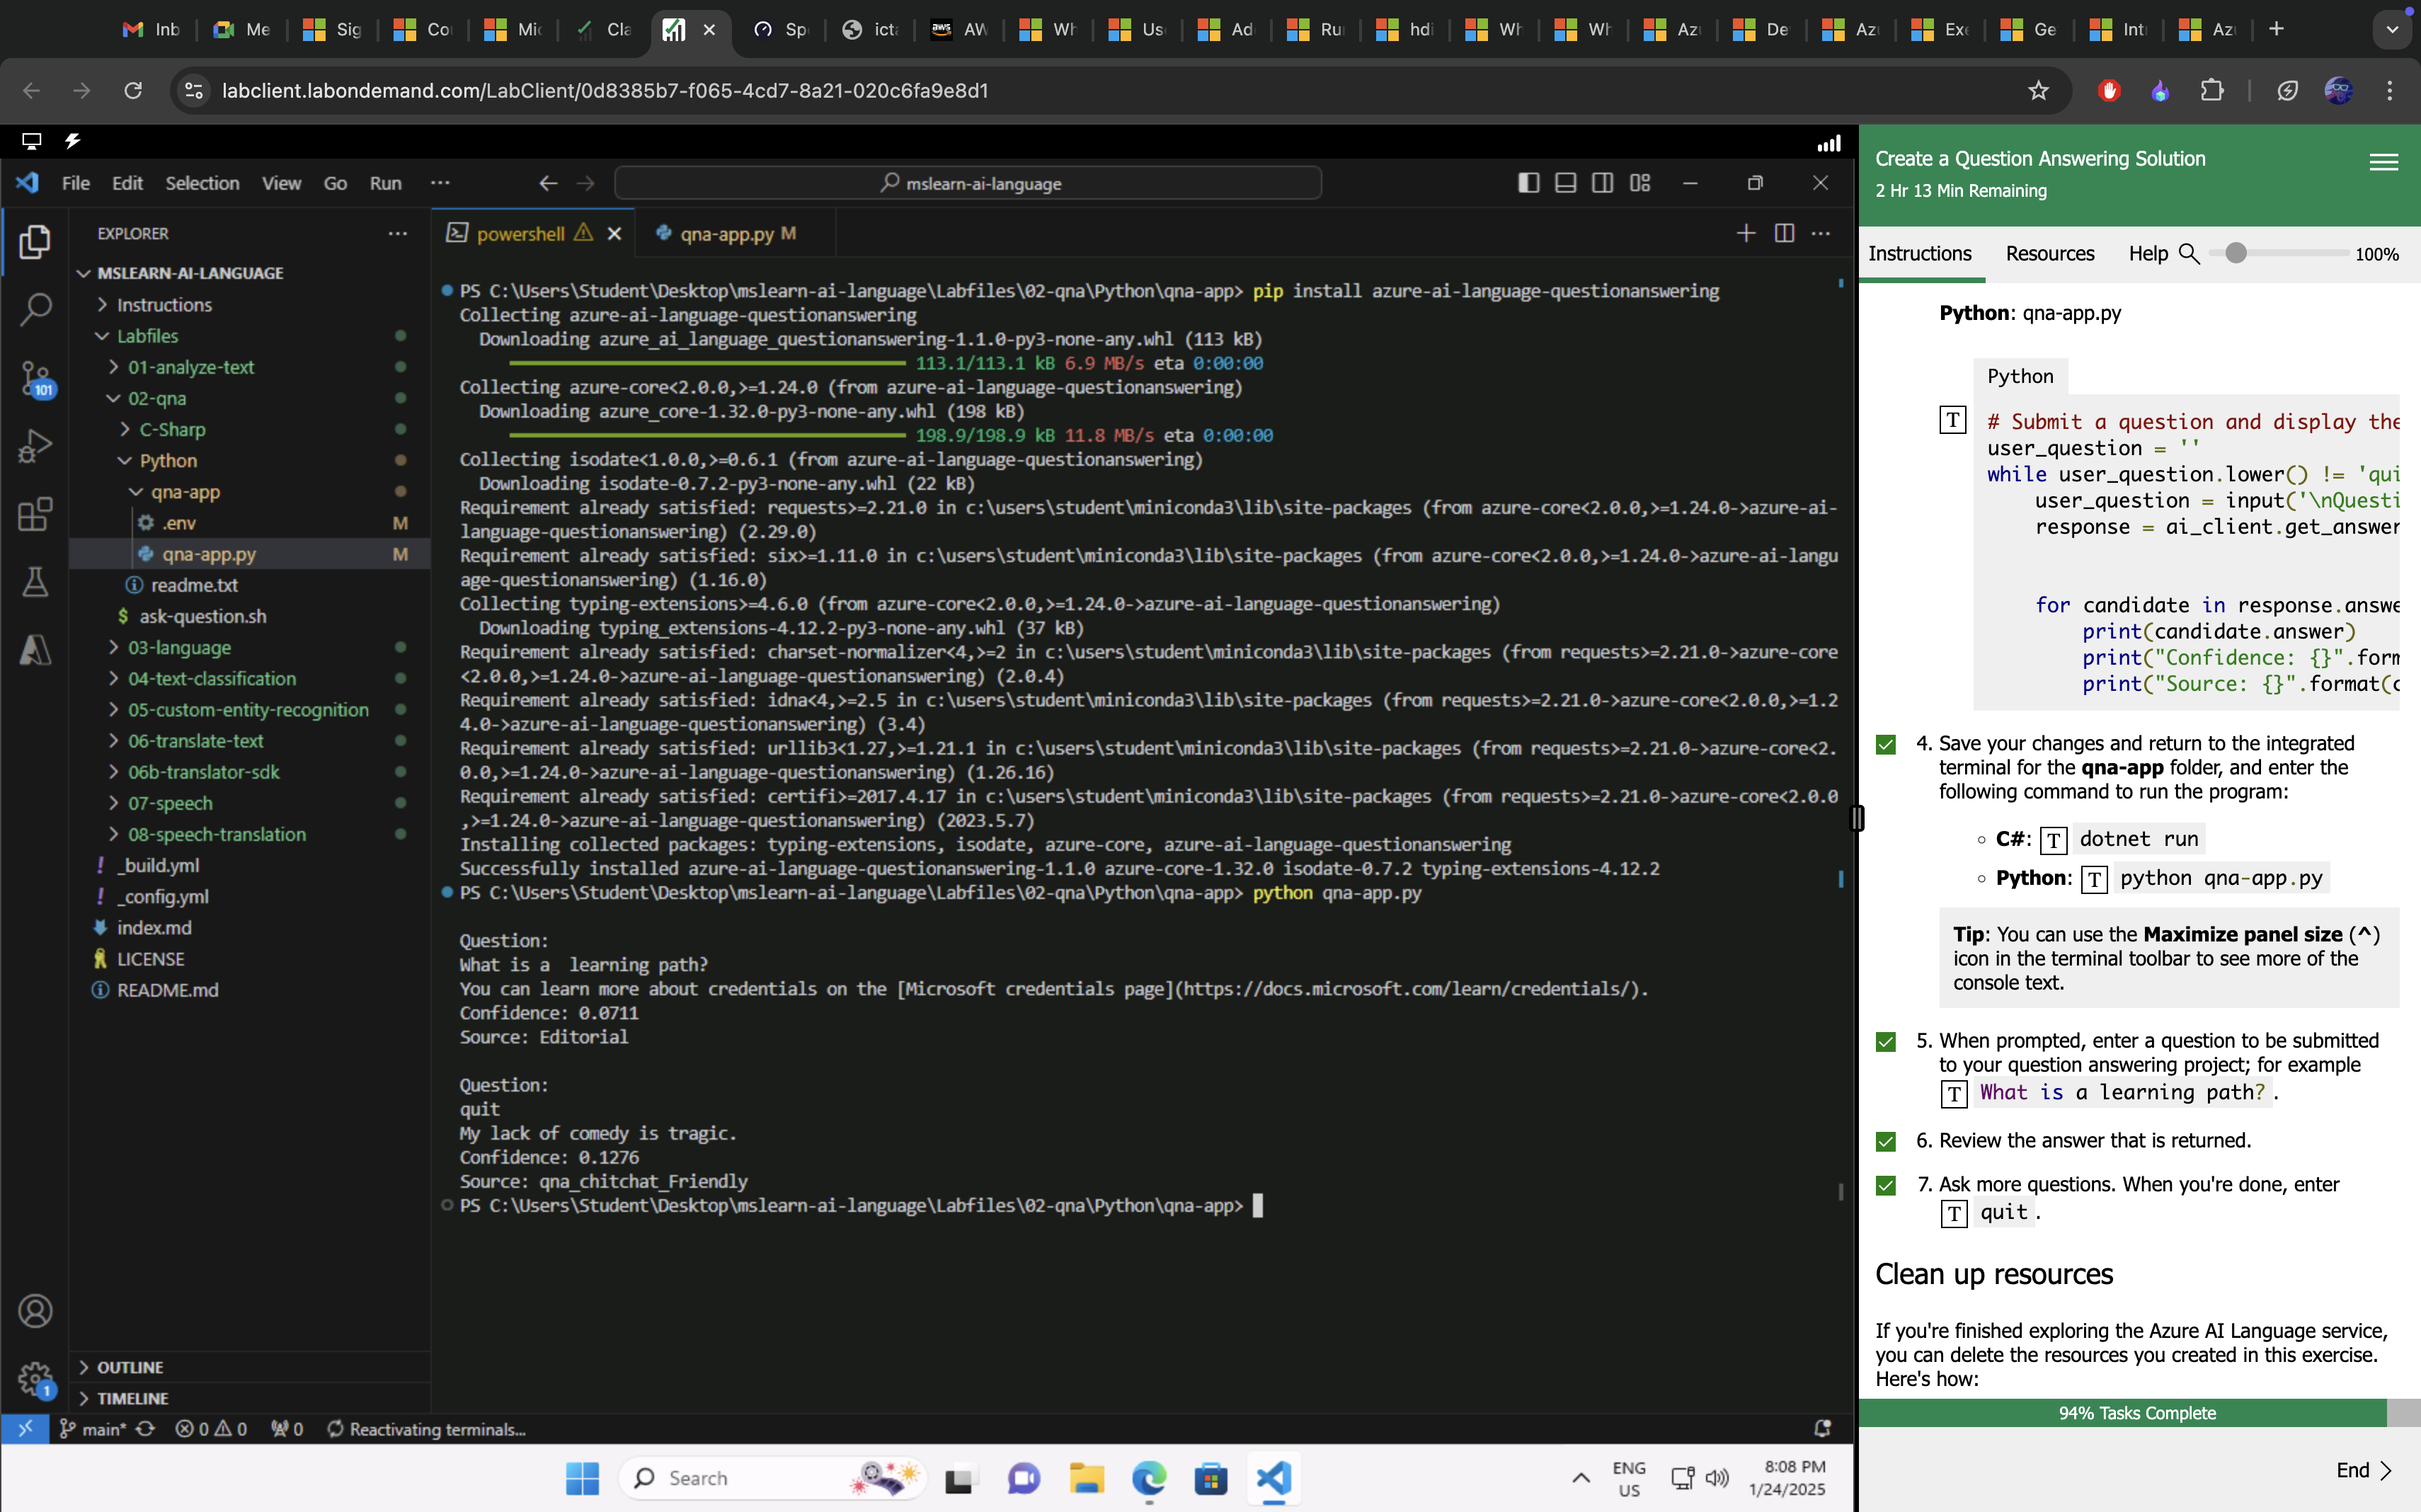 Inb
Me
Sig
Co
Mic
Cla
Sp
icta
aws
AW
Wh
Us
Ad
Ru
hdi
Wh
Wh
Az
De
Az
Exe
Ge
Int
Az
labclient.labondemand.com/LabClient/0d8385b7-f065-4cd7-8a21-020c6fa9e8d1
File Edit Selection View Go Run ···
mslearn-ai-language
EXPLORER
MSLEARN-AI-LANGUAGE
Instructions
Labfiles
01-analyze-text
02-qna
C-Sharp
Python
qna-app
.env M
qna-app.py M
readme.txt
$ ask-question.sh
03-language
04-text-classification
05-custom-entity-recognition
06-translate-text
06b-translator-sdk
07-speech
08-speech-translation
! _build.yml
! _config.yml
index.md
LICENSE
README.md
OUTLINE
TIMELINE
101
1
powershell
qna-app.py M
PS C:\Users\Student\Desktop\mslearn-ai-language\Labfiles\02-qna\Python\qna-app> pip install azure-ai-language-questionanswering
Collecting azure-ai-language-questionanswering
Downloading azure_ai_language_questionanswering-1.1.0-py3-none-any.whl (113 kB)
113.1/113.1 kB 6.9 MB/s eta 0:00:00
Collecting azure-core<2.0.0,>=1.24.0 (from azure-ai-language-questionanswering)
Downloading azure_core-1.32.0-py3-none-any.whl (198 kB)
198.9/198.9 kB 11.8 MB/s eta 0:00:00
Collecting isodate<1.0.0,>=0.6.1 (from azure-ai-language-questionanswering)
Downloading isodate-0.7.2-py3-none-any.whl (22 kB)
Requirement already satisfied: requests>=2.21.0 in c:\users\student\miniconda3\lib\site-packages (from azure-core<2.0.0,>=1.24.0->azure-ai-
language-questionanswering) (2.29.0)
Requirement already satisfied: six>=1.11.0 in c:\users\student\miniconda3\lib\site-packages (from azure-core<2.0.0,>=1.24.0->azure-ai-langu
age-questionanswering) (1.16.0)
Collecting typing-extensions>=4.6.0 (from azure-core<2.0.0,>=1.24.0->azure-ai-language-questionanswering)
Downloading typing_extensions-4.12.2-py3-none-any.whl (37 kB)
Requirement already satisfied: charset-normalizer<4,>=2 in c:\users\student\miniconda3\lib\site-packages (from requests>=2.21.0->azure-core
<2.0.0,>=1.24.0->azure-ai-language-questionanswering) (2.0.4)
Requirement already satisfied: idna<4,>=2.5 in c:\users\student\miniconda3\lib\site-packages (from requests>=2.21.0->azure-core<2.0.0,>=1.2
4.0->azure-ai-language-questionanswering) (3.4)
Requirement already satisfied: urllib3<1.27,>=1.21.1 in c:\users\student\miniconda3\lib\site-packages (from requests>=2.21.0->azure-core<2.
0.0,>=1.24.0->azure-ai-language-questionanswering) (1.26.16)
Requirement already satisfied: certifi>=2017.4.17 in c:\users\student\miniconda3\lib\site-packages (from requests>=2.21.0->azure-core<2.0.0
,>=1.24.0->azure-ai-language-questionanswering) (2023.5.7)
Installing collected packages: typing-extensions, isodate, azure-core, azure-ai-language-questionanswering
Successfully installed azure-ai-language-questionanswering-1.1.0 azure-core-1.32.0 isodate-0.7.2 typing-extensions-4.12.2
PS C:\Users\Student\Desktop\mslearn-ai-language\Labfiles\02-qna\Python\qna-app> python qna-app.py
Question:
What is a  learning path?
You can learn more about credentials on the [Microsoft credentials page](https://docs.microsoft.com/learn/credentials/).
Confidence: 0.0711
Source: Editorial
Question:
quit
My lack of comedy is tragic.
Confidence: 0.1276
Source: qna_chitchat_Friendly
PS C:\Users\Student\Desktop\mslearn-ai-language\Labfiles\02-qna\Python\qna-app>
main* 0 0 0 Reactivating terminals...
Search
ENG
US
8:08 PM
1/24/2025
Create a Question Answering Solution
2 Hr 13 Min Remaining
Instructions Resources Help 100%
Python: qna-app.py
Python
T # Submit a question and display the
user_question = ''
while user_question.lower() != 'qui
user_question = input('\nQuesti
response = ai_client.get_answer
for candidate in response.answe
print(candidate.answer)
print("Confidence: {}".form
print("Source: {}".format(c
4. Save your changes and return to the integrated
terminal for the qna-app folder, and enter the
following command to run the program:
C#: T dotnet run
Python: T python qna-app.py
Tip: You can use the Maximize panel size (^)
icon in the terminal toolbar to see more of the
console text.
5. When prompted, enter a question to be submitted
to your question answering project; for example
T What is a learning path?.
6. Review the answer that is returned.
7. Ask more questions. When you're done, enter
T quit.
Clean up resources
If you're finished exploring the Azure AI Language service,
you can delete the resources you created in this exercise.
Here's how:
94% Tasks Complete
End